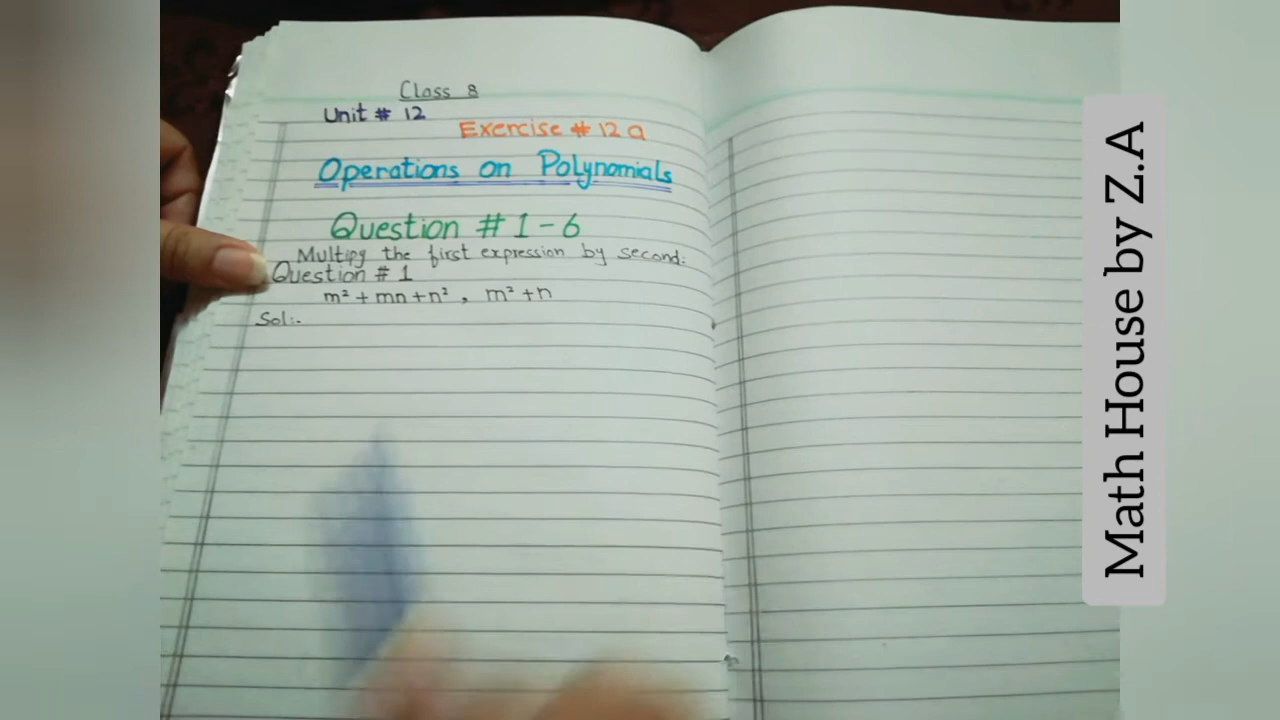 Class 8
Unit # 12
Exercise # 12 a
Operations on Polynomials
Question # 1 - 6
Multipy the first expression by second:
Question # 1
m² + mn + n² , m² + n
Sol:-
Math House by Z.A